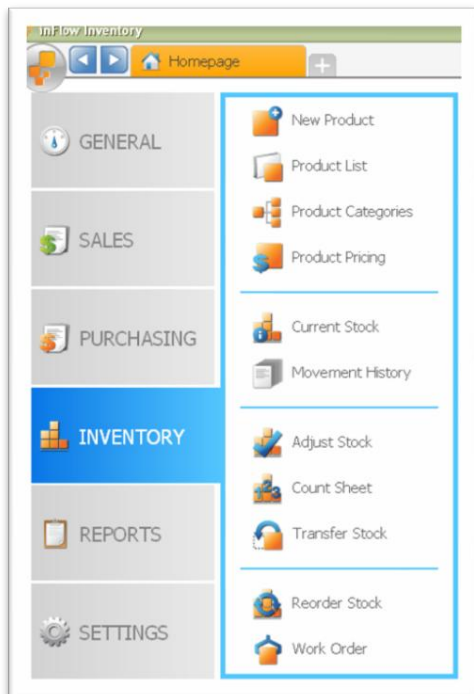 inFlow Inventory
Homepage
GENERAL
SALES
PURCHASING
INVENTORY
REPORTS
SETTINGS
New Product
Product List
Product Categories
Product Pricing
Current Stock
Movement History
Adjust Stock
123
Count Sheet
Transfer Stock
Reorder Stock
Work Order